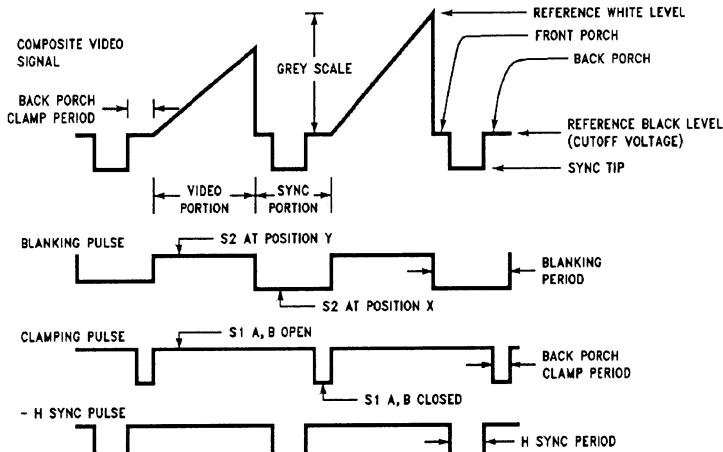 REFERENCE WHITE LEVEL
FRONT PORCH
COMPOSITE VIDEO
SIGNAL
BACK PORCH
GREY SCALE
BACK PORCH
CLAMP PERIOD
REFERENCE BLACK LEVEL
(CUTOFF VOLTAGE)
SYNC TIP
VIDEO
PORTION
SYNC
PORTION
BLANKING PULSE
S2 AT POSITION Y
BLANKING
PERIOD
S2 AT POSITION X
CLAMPING PULSE
S1 A, B OPEN
BACK PORCH
CLAMP PERIOD
S1 A, B CLOSED
- H SYNC PULSE
H SYNC PERIOD